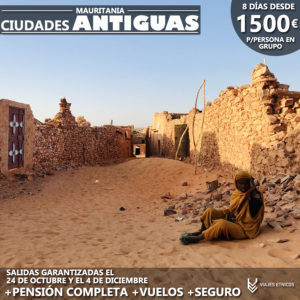 MAURITANIA
CIUDADES ANTIGUAS
8 DÍAS DESDE
1500€
P/PERSONA EN
GRUPO
SALIDAS GARANTIZADAS EL
24 DE OCTUBRE Y EL 4 DE DICIEMBRE
+PENSIÓN COMPLETA +VUELOS +SEGURO
VIAJES ETNICOS